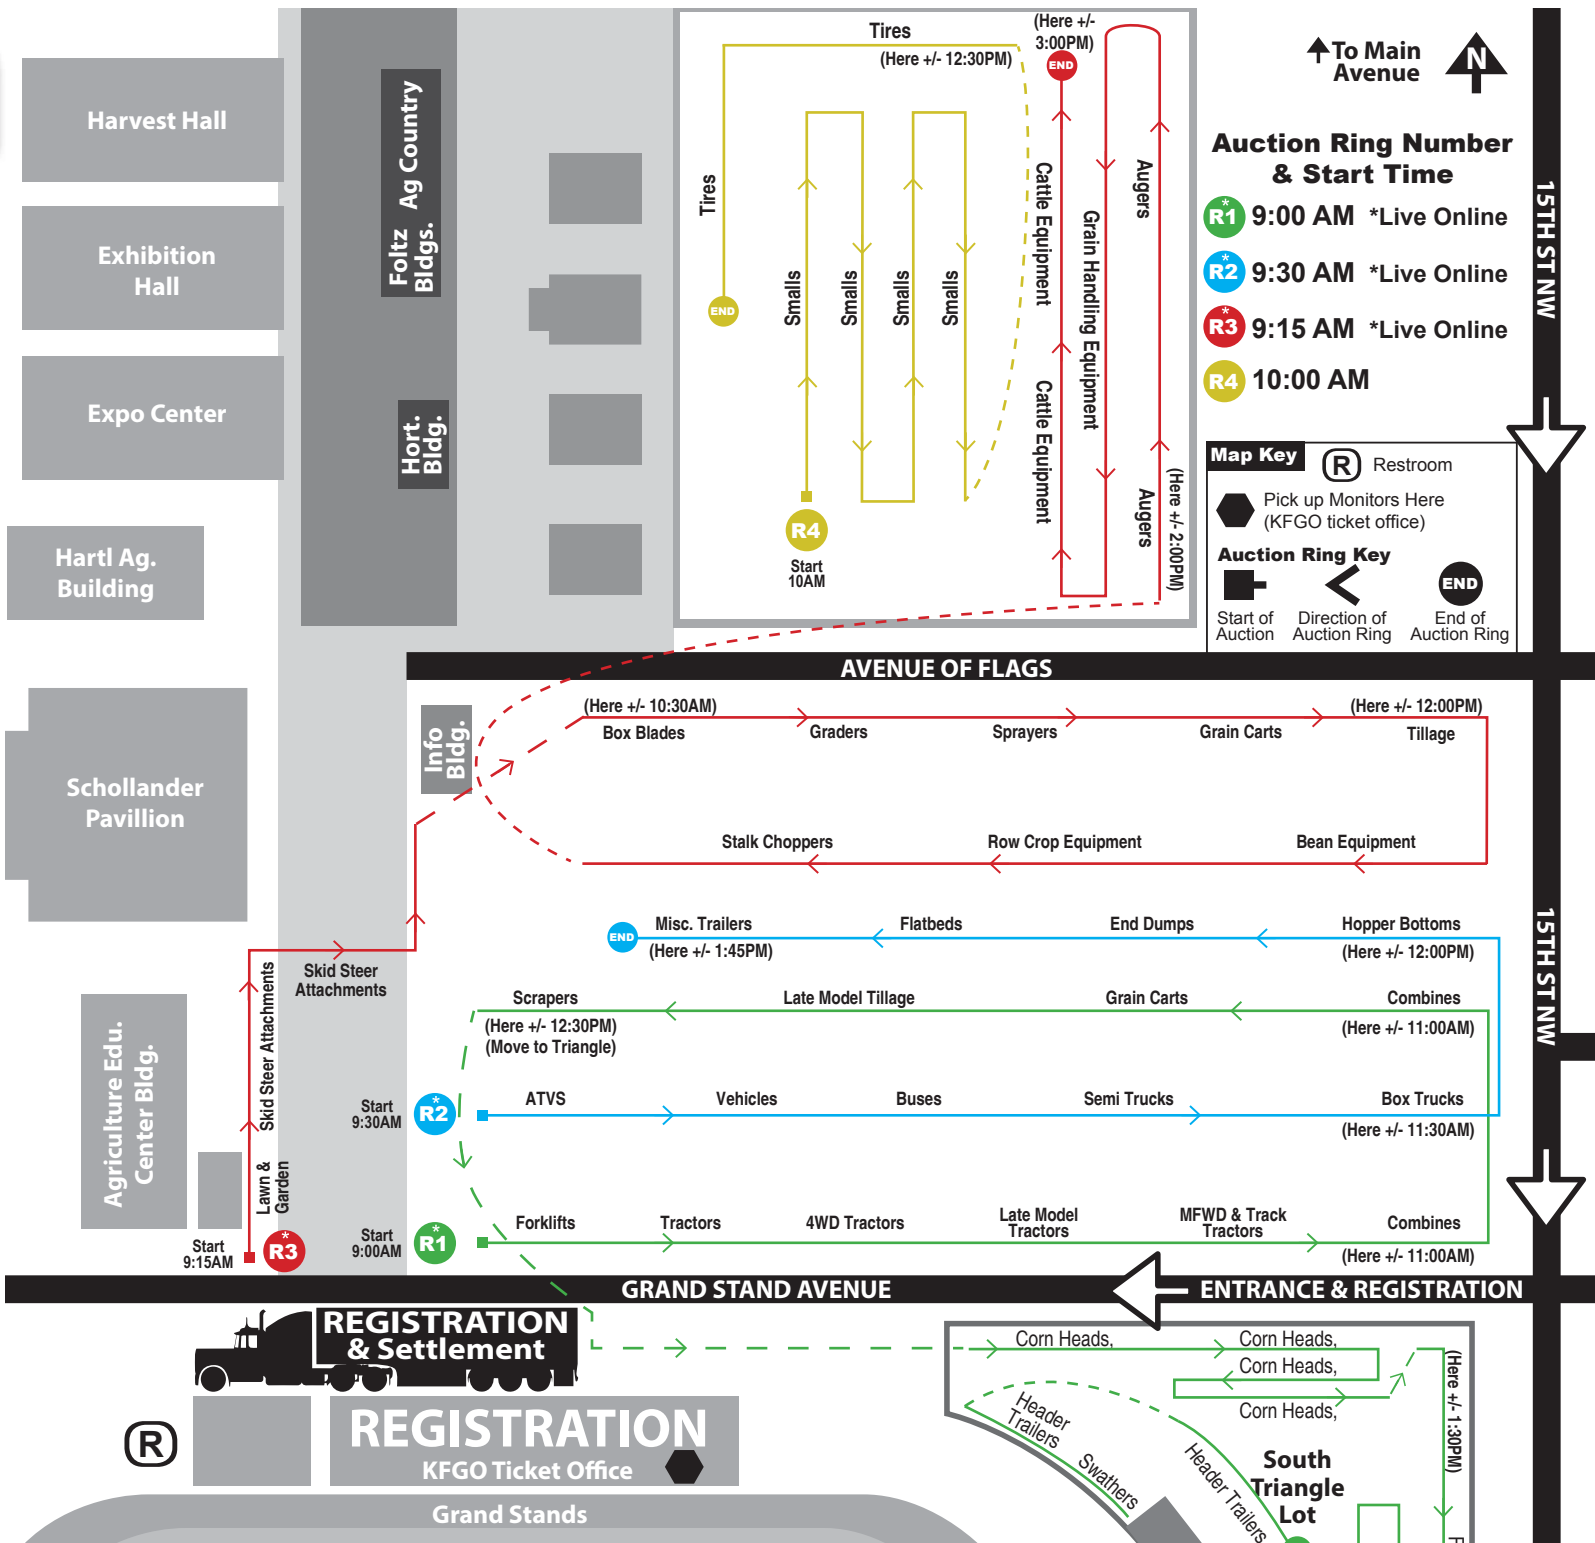 Harvest Hall
Exhibition
Hall
Expo Center
Hartl Ag.
Building
Schollander
Pavillion
Agriculture Edu.
Center Bldg.
Ag Country
Foltz
Bldgs.
Hort.
Bldg.
Info
Bldg.
Tires
(Here +/- 12:30PM)
Tires
END
Smalls
Smalls
Smalls
Smalls
R4
Start
10AM
(Here +/-
3:00PM)
END
Cattle Equipment
Cattle Equipment
Grain Handling Equipment
Augers
Augers
(Here +/- 2:00PM)
To Main
Avenue
N
Auction Ring Number
& Start Time
R1* 9:00 AM *Live Online
R2* 9:30 AM *Live Online
R3* 9:15 AM *Live Online
R4 10:00 AM
Map Key
R Restroom
Pick up Monitors Here
(KFGO ticket office)
Auction Ring Key
END
Start of
Auction
Direction of
Auction Ring
End of
Auction Ring
15TH ST NW
15TH ST NW
AVENUE OF FLAGS
(Here +/- 10:30AM)
(Here +/- 12:00PM)
Box Blades
Graders
Sprayers
Grain Carts
Tillage
Stalk Choppers
Row Crop Equipment
Bean Equipment
END
Misc. Trailers
Flatbeds
End Dumps
Hopper Bottoms
(Here +/- 1:45PM)
(Here +/- 12:00PM)
Skid Steer
Attachments
Skid Steer Attachments
Lawn &
Garden
Start
9:15AM
R3*
Scrapers
Late Model Tillage
Grain Carts
Combines
(Here +/- 12:30PM)
(Move to Triangle)
(Here +/- 11:00AM)
Start
9:30AM
R2*
ATVS
Vehicles
Buses
Semi Trucks
Box Trucks
(Here +/- 11:30AM)
Start
9:00AM
R1*
Forklifts
Tractors
4WD Tractors
Late Model
Tractors
MFWD & Track
Tractors
Combines
(Here +/- 11:00AM)
GRAND STAND AVENUE
ENTRANCE & REGISTRATION
REGISTRATION
& Settlement
R
REGISTRATION
KFGO Ticket Office
Grand Stands
Corn Heads,
Corn Heads,
Corn Heads,
Corn Heads,
(Here +/- 1:30PM)
Header
Trailers
Swathers
Header Trailers
South
Triangle
Lot